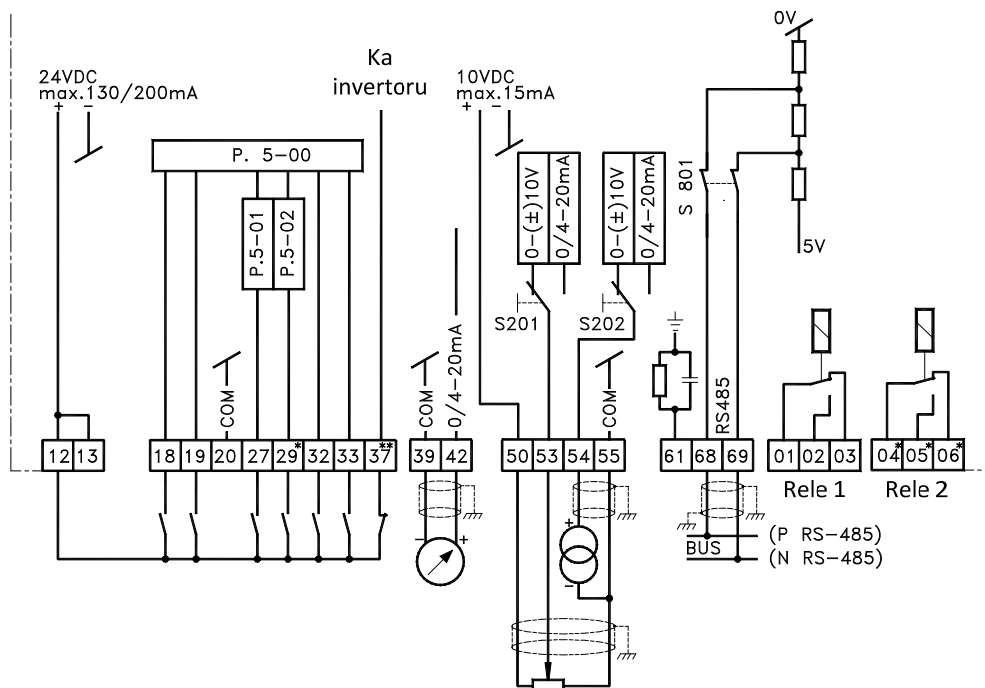 0V
24VDC
max.130/200mA
+ −
Ka
invertoru
10VDC
max.15mA
+ −
P. 5-00
P.5-01
P.5-02
0-(±)10V
0/4-20mA
0-(±)10V
0/4-20mA
S 801
5V
S201
S202
COM
COM
0/4-20mA
COM
RS485
12 13
18 19 20 27 29* 32 33 37**
39 42
50 53 54 55
61 68 69
01 02 03
04* 05* 06*
Rele 1
Rele 2
− +
+
−
BUS
(P RS-485)
(N RS-485)